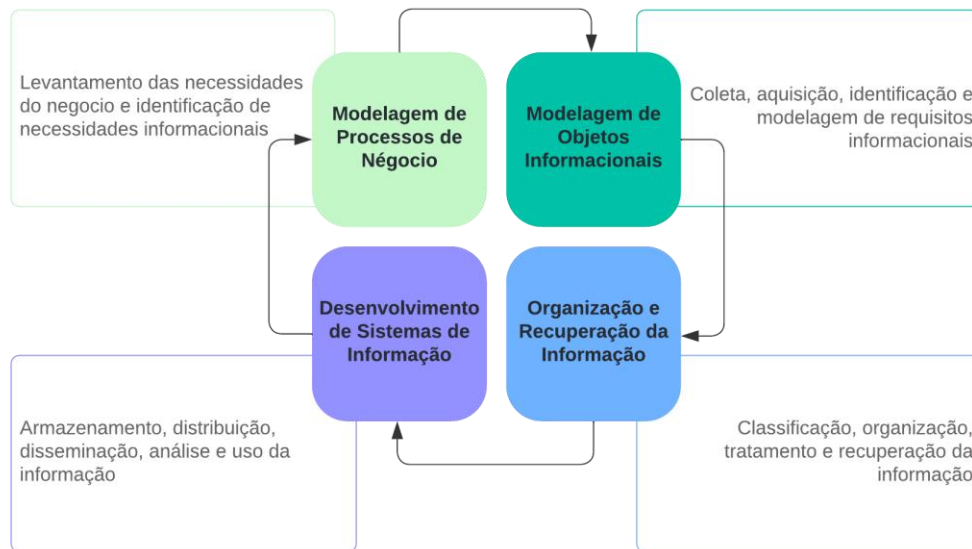 Levantamento das necessidades
do negocio e identificação de
necessidades informacionais
Modelagem de
Processos de
Négocio
Modelagem de
Objetos
Informacionais
Coleta, aquisição, identificação e
modelagem de requisitos
informacionais
Desenvolvimento
de Sistemas de
Informação
Organização e
Recuperação da
Informação
Armazenamento, distribuição,
disseminação, análise e uso da
informação
Classificação, organização,
tratamento e recuperação da
informação